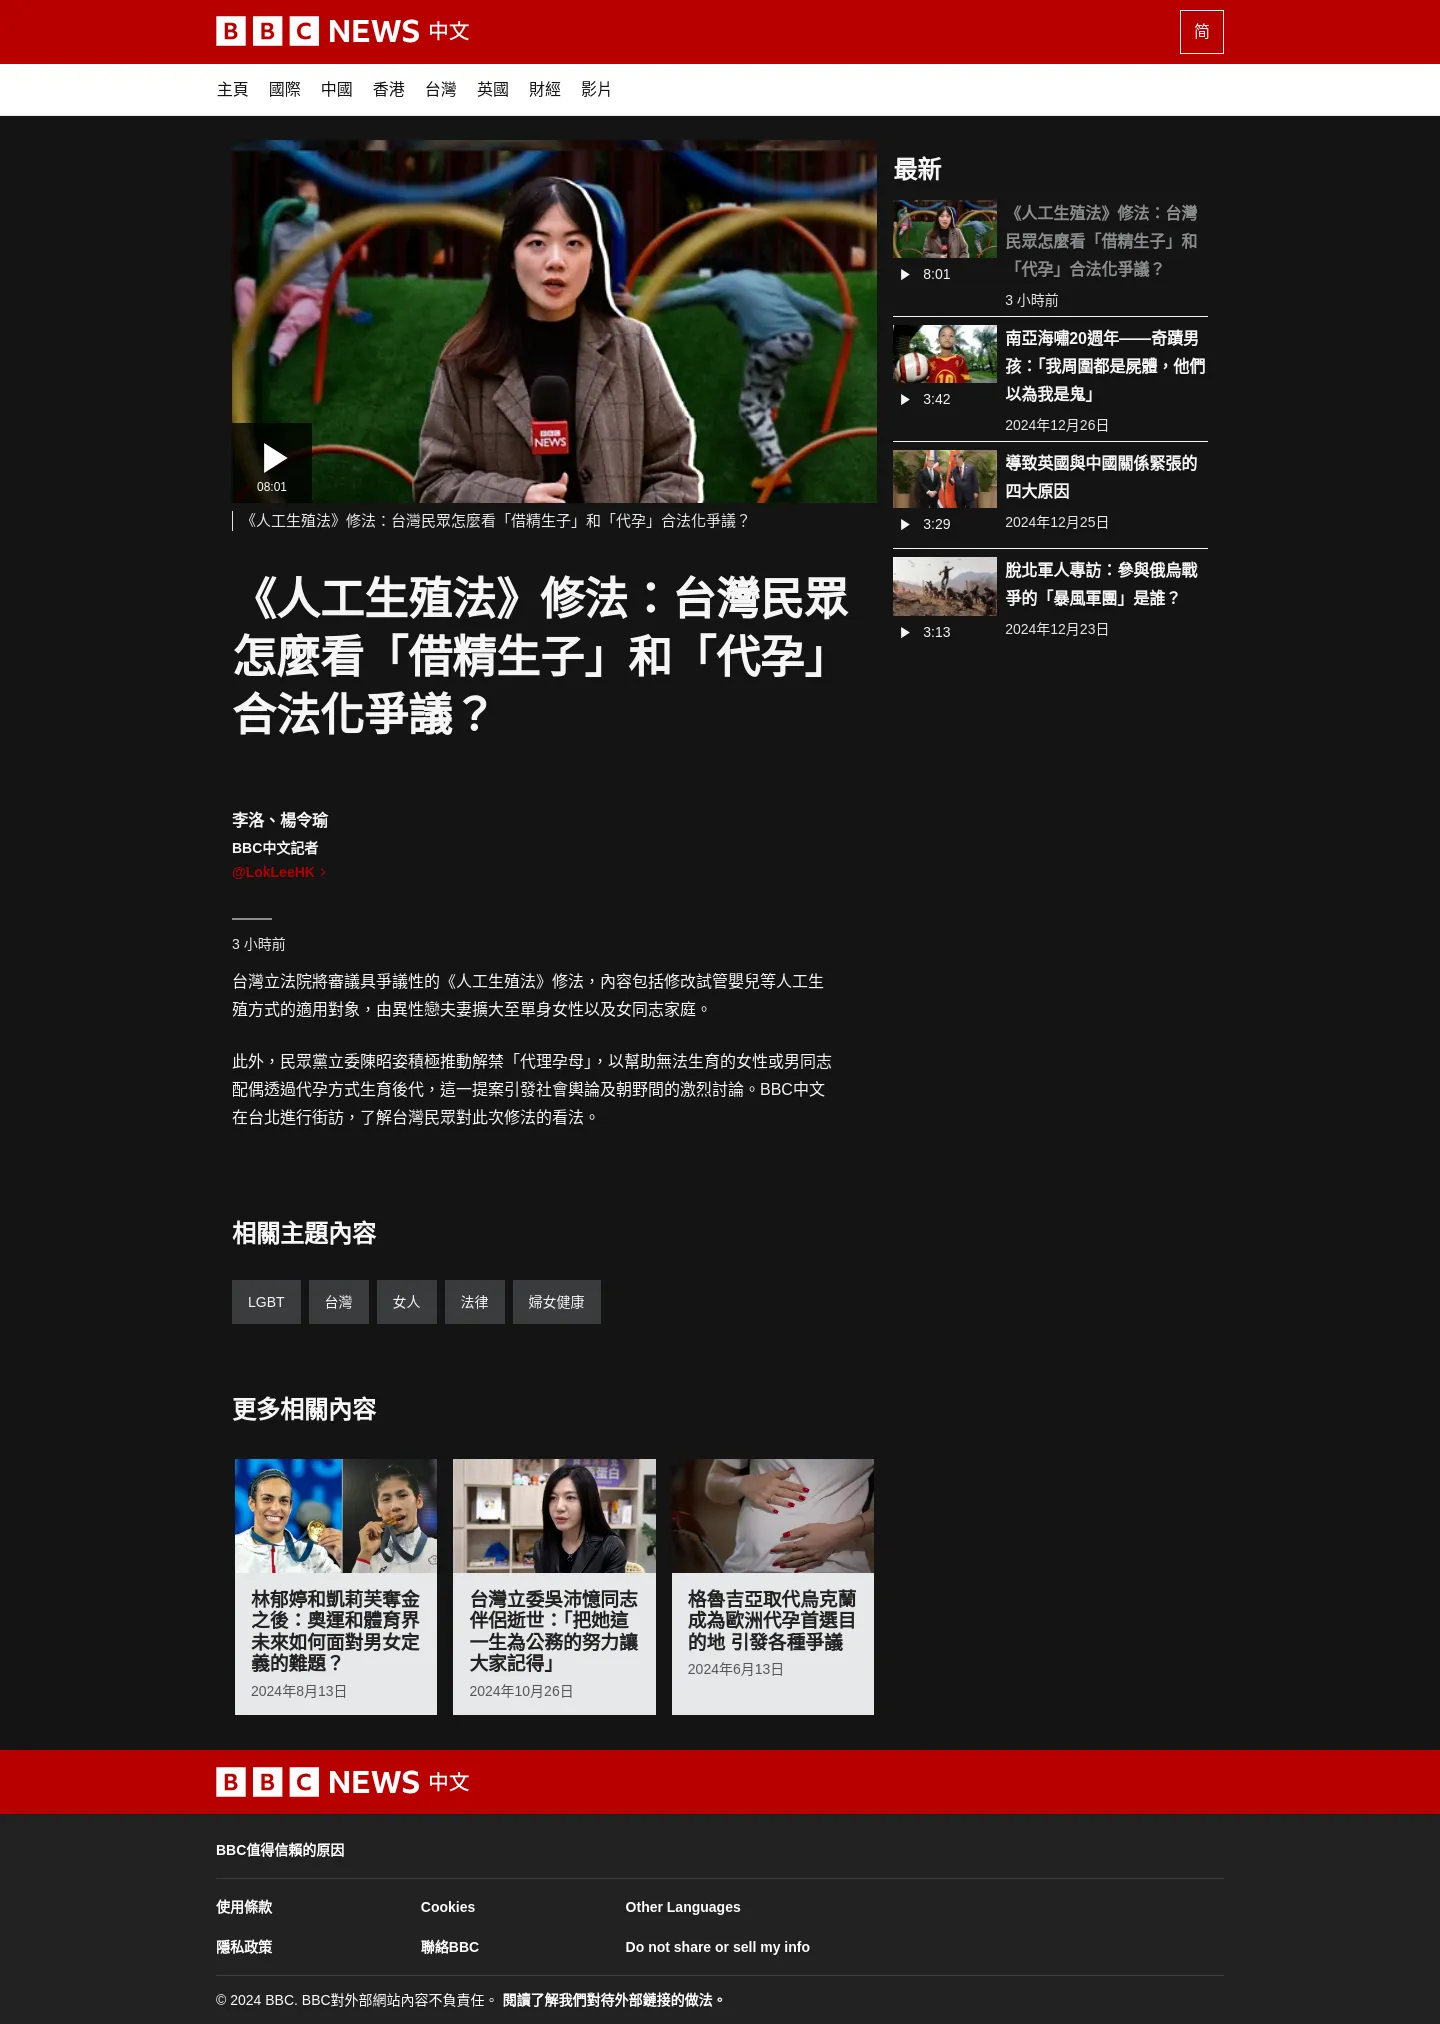 BBC NEWS 中文
简
主頁 國際 中國 香港 台灣 英國 財經 影片
BBC
NEWS
08:01
《人工生殖法》修法：台灣民眾怎麼看「借精生子」和「代孕」合法化爭議？
《人工生殖法》修法：台灣民眾
怎麼看「借精生子」和「代孕」
合法化爭議？
李洛、楊令瑜
BBC中文記者
@LokLeeHK
3 小時前
台灣立法院將審議具爭議性的《人工生殖法》修法，內容包括修改試管嬰兒等人工生
殖方式的適用對象，由異性戀夫妻擴大至單身女性以及女同志家庭。
此外，民眾黨立委陳昭姿積極推動解禁「代理孕母」，以幫助無法生育的女性或男同志
配偶透過代孕方式生育後代，這一提案引發社會輿論及朝野間的激烈討論。BBC中文
在台北進行街訪，了解台灣民眾對此次修法的看法。
最新
《人工生殖法》修法：台灣
民眾怎麼看「借精生子」和
「代孕」合法化爭議？
8:01
3 小時前
南亞海嘯20週年——奇蹟男
孩：「我周圍都是屍體，他們
以為我是鬼」
10
3:42
2024年12月26日
導致英國與中國關係緊張的
四大原因
3:29
2024年12月25日
脫北軍人專訪：參與俄烏戰
爭的「暴風軍團」是誰？
3:13
2024年12月23日
相關主題內容
LGBT 台灣 女人 法律 婦女健康
更多相關內容
林郁婷和凱莉芙奪金
之後：奧運和體育界
未來如何面對男女定
義的難題？
2024年8月13日
蛋白
台灣立委吳沛憶同志
伴侶逝世：「把她這
一生為公務的努力讓
大家記得」
2024年10月26日
格魯吉亞取代烏克蘭
成為歐洲代孕首選目
的地 引發各種爭議
2024年6月13日
BBC NEWS 中文
BBC值得信賴的原因
使用條款 Cookies Other Languages
隱私政策 聯絡BBC Do not share or sell my info
© 2024 BBC. BBC對外部網站內容不負責任。 閱讀了解我們對待外部鏈接的做法。